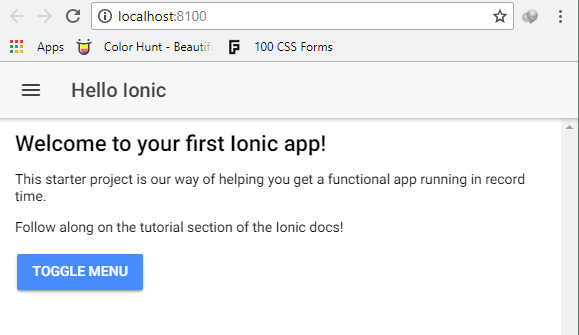 localhost:8100
Apps Color Hunt - Beautif 100 CSS Forms
Hello Ionic
Welcome to your first Ionic app!
This starter project is our way of helping you get a functional app running in record
time.
Follow along on the tutorial section of the Ionic docs!
TOGGLE MENU